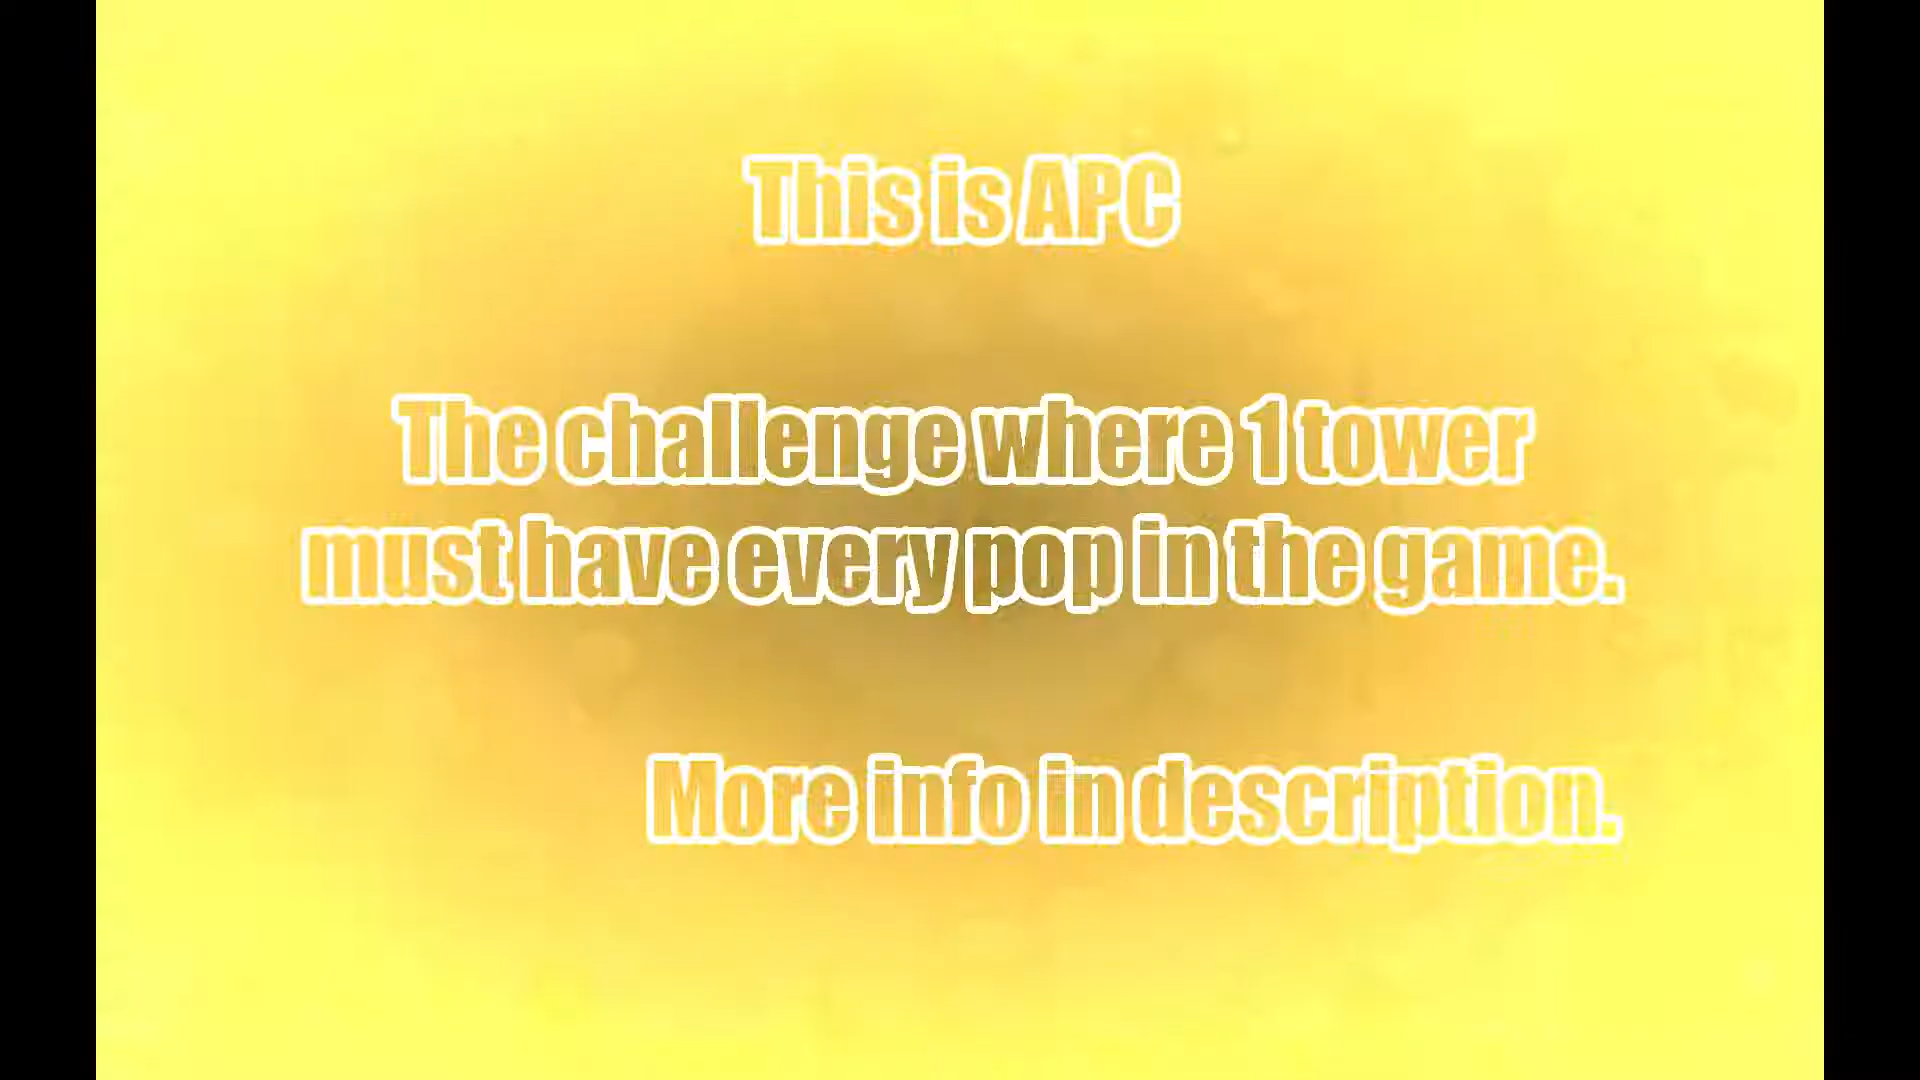 This is APC
The challenge where 1 tower
must have every pop in the game.
More info in description.